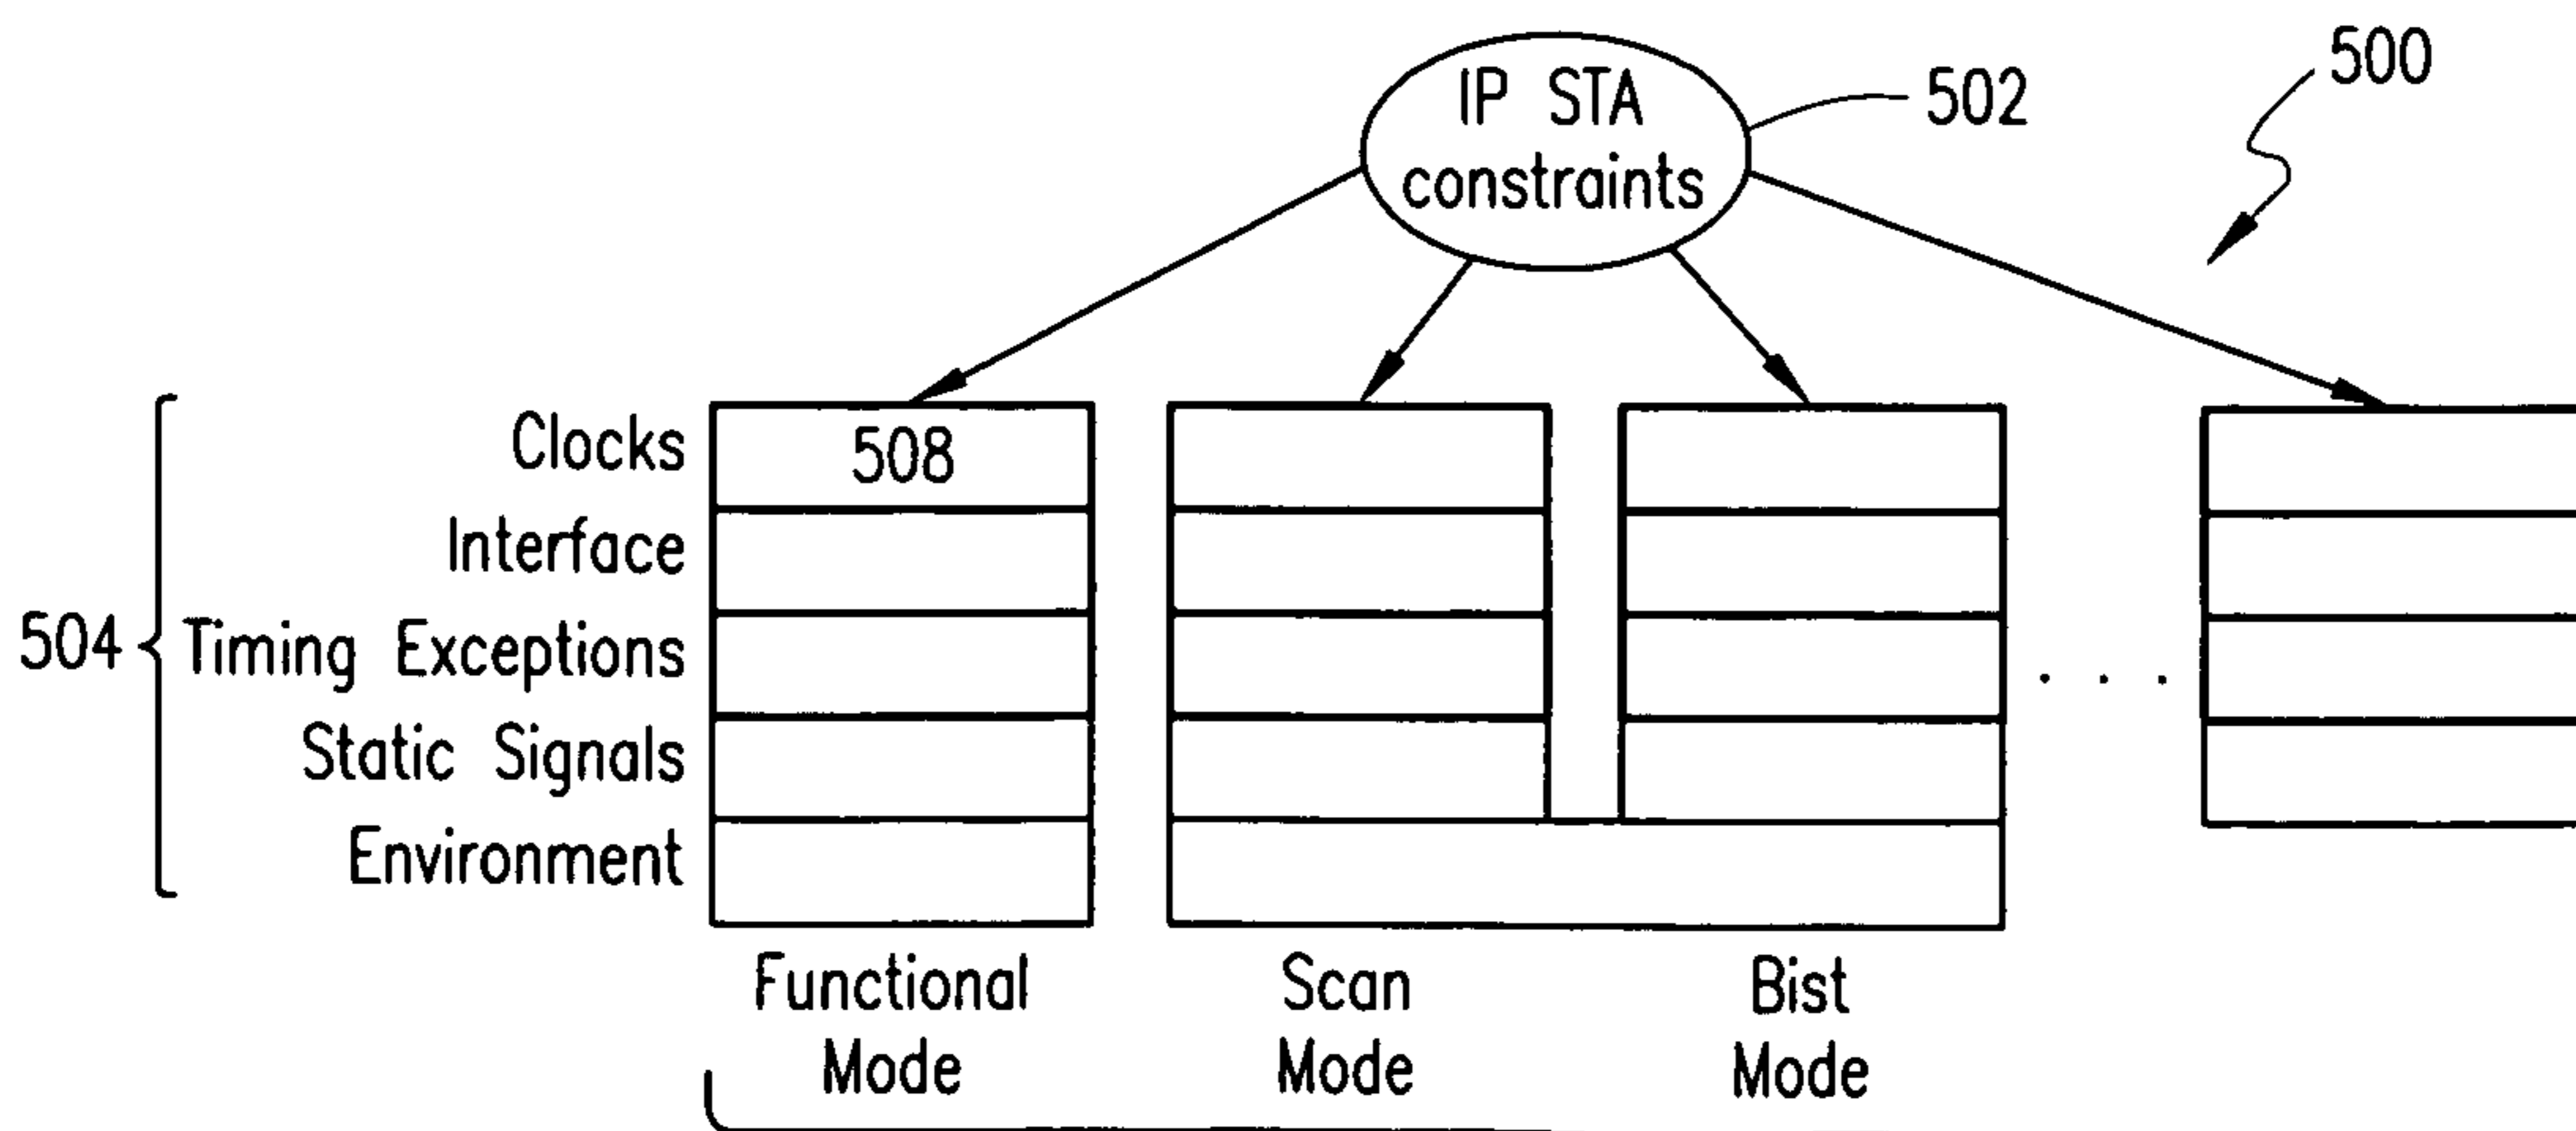 IP STA
constraints
502
500
Clocks
508
Interface
504
Timing Exceptions
Static Signals
. . .
Environment
Functional
Mode
Scan
Mode
Bist
Mode